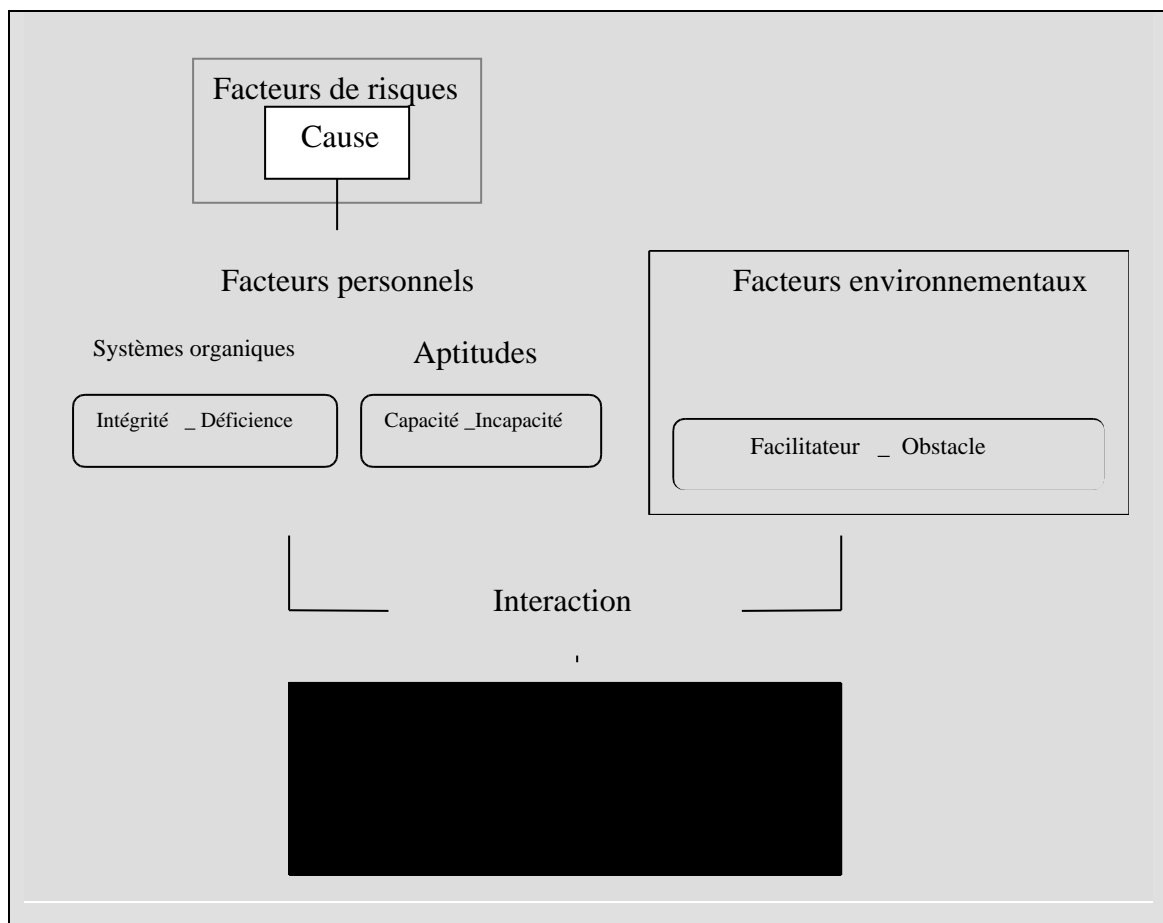 Facteurs de risques
Cause
Facteurs personnels
Facteurs environnementaux
Systèmes organiques
Aptitudes
Intégrité _ Déficience
Capacité _Incapacité
Facilitateur _ Obstacle
Interaction